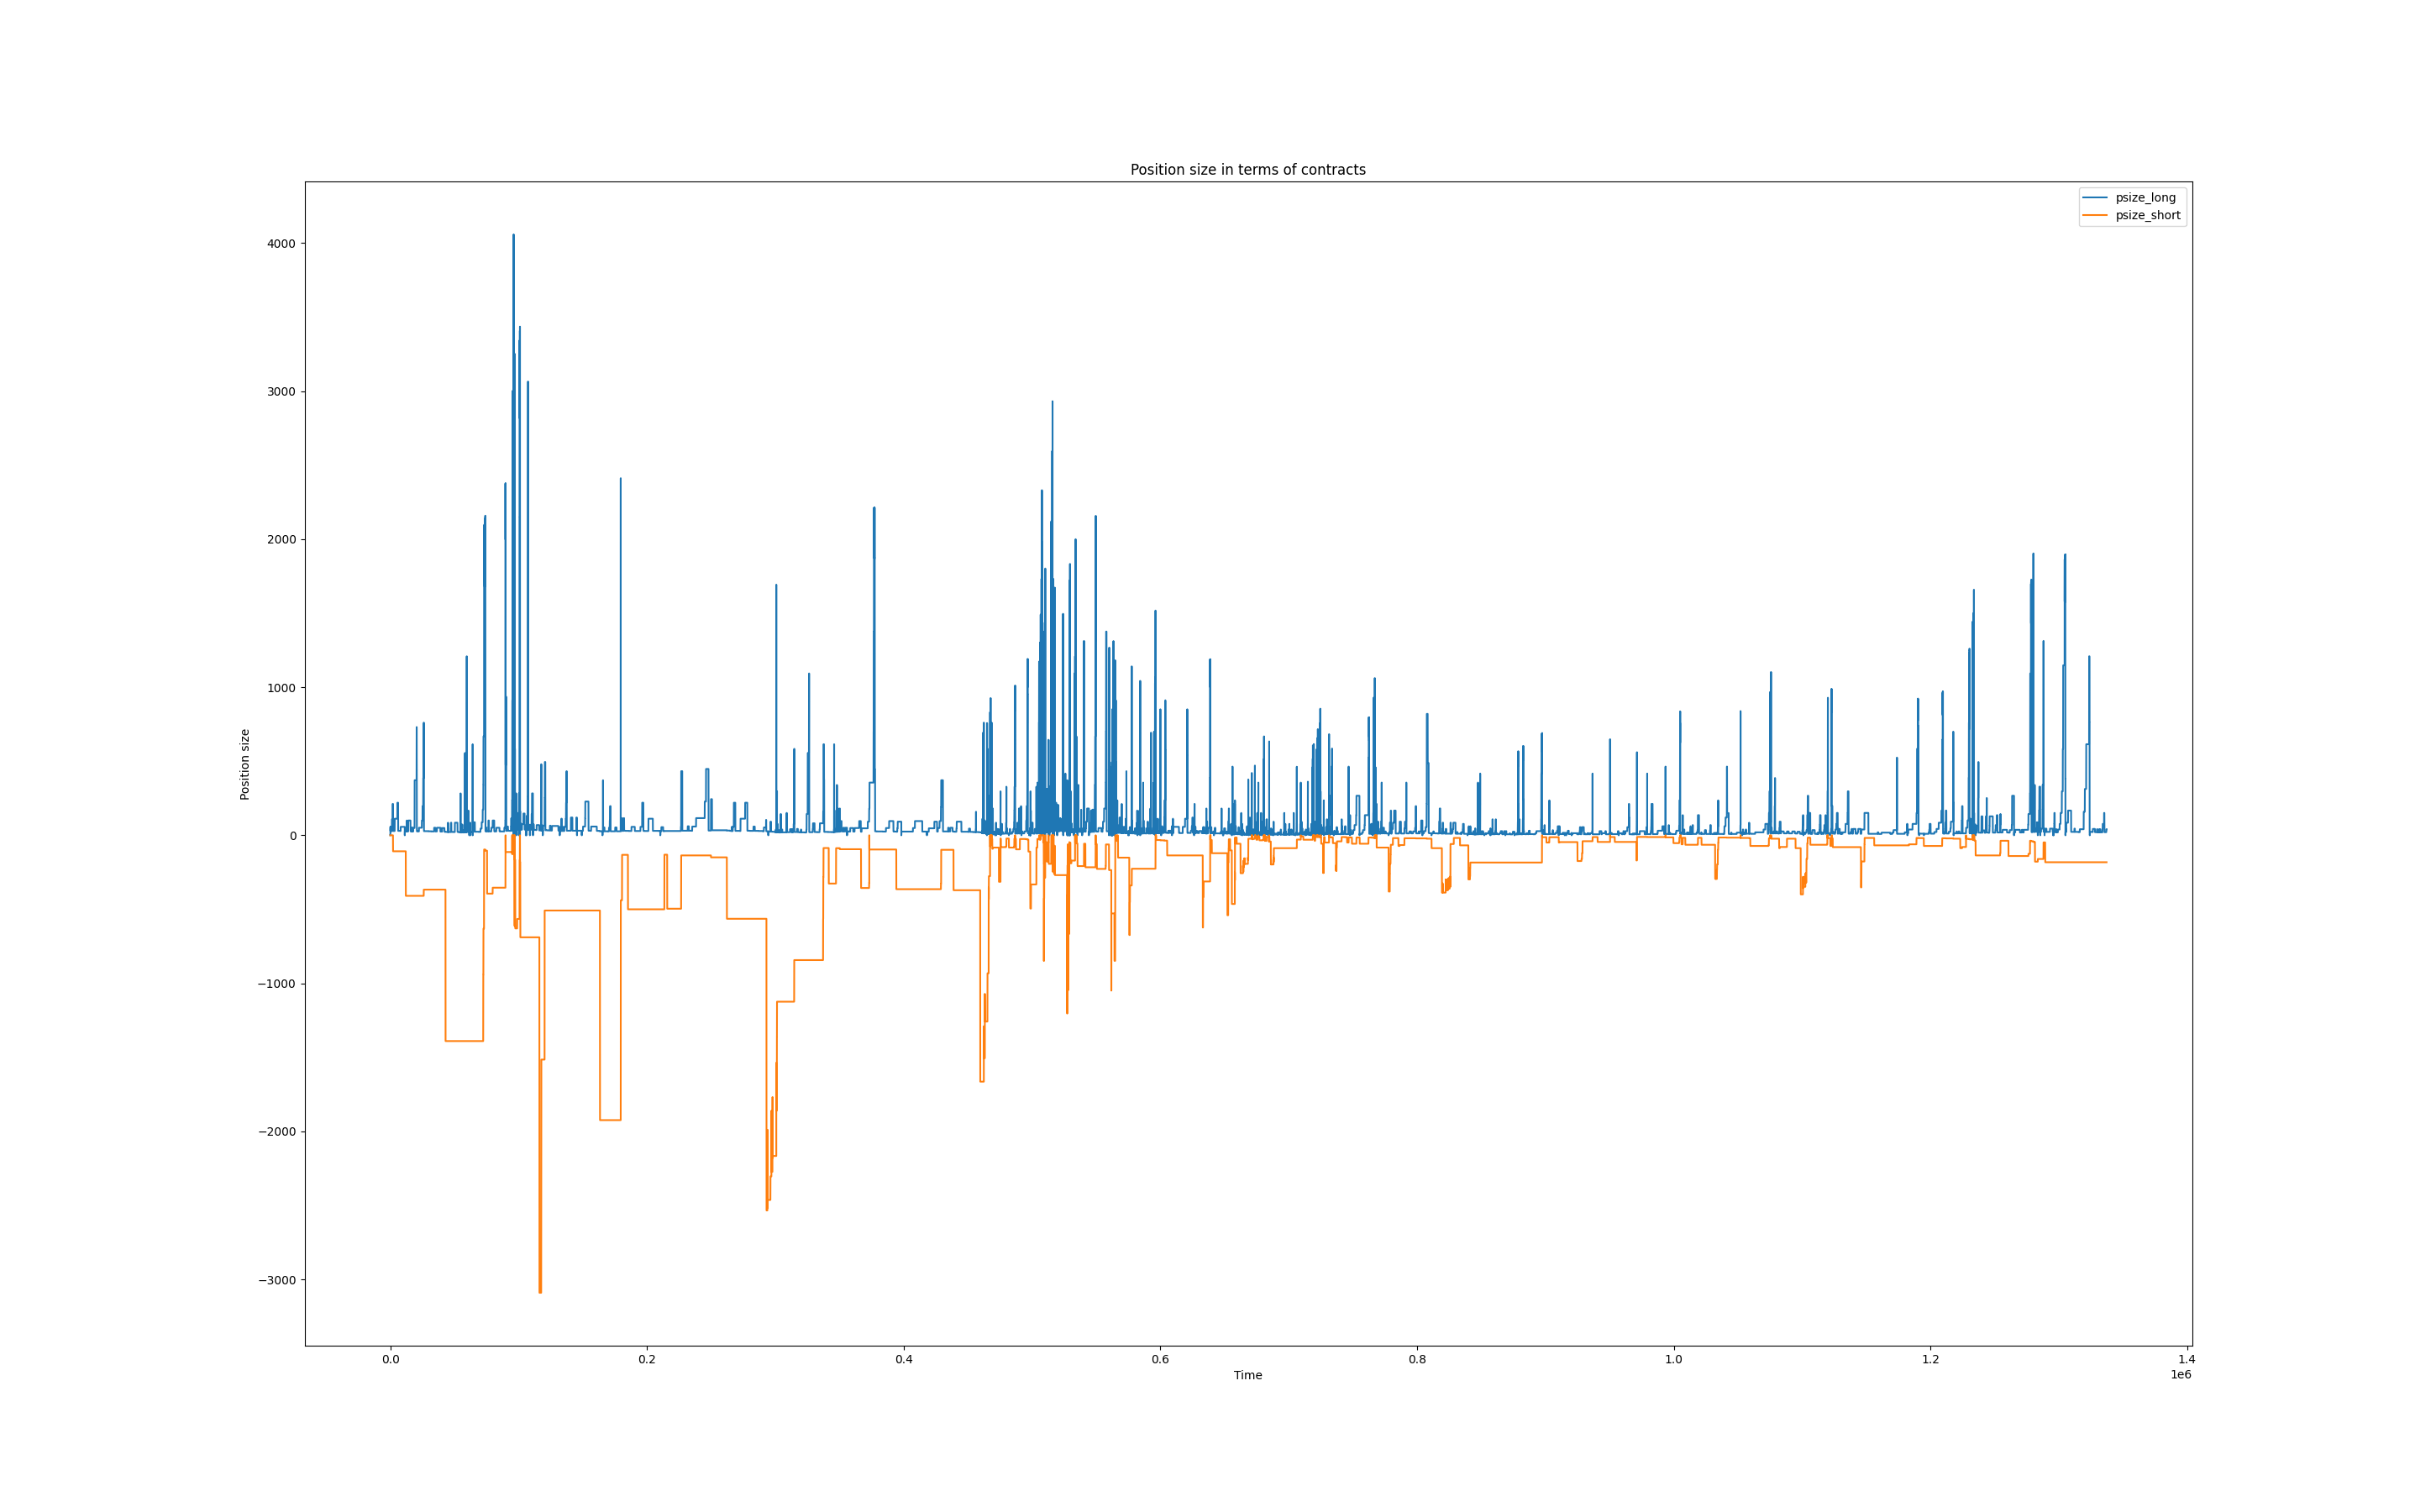 Position size in terms of contracts
psize_long
psize_short
4000
3000
2000
1000
0
−1000
−2000
−3000
Position size
0.0 0.2 0.4 0.6 0.8 1.0 1.2 1.4
Time
1e6